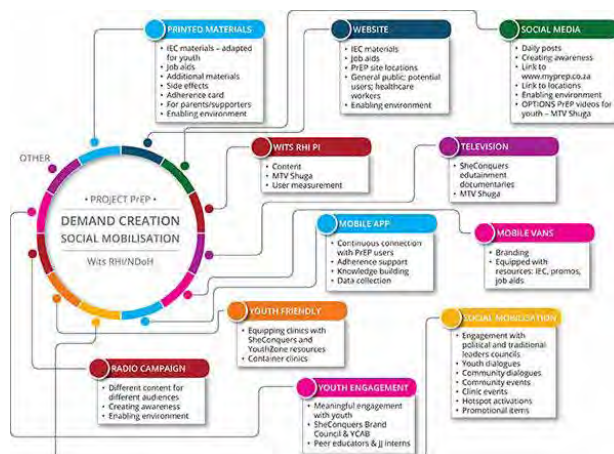 PRINTED MATERIALS
• IEC materials – adapted
for youth
• Job aids
• Additional materials
• Side effects
• Adherence card
• For parents/supporters
• Enabling environment
WEBSITE
• IEC materials
• Job aids
• PrEP site locations
• General public; potential
users; healthcare
workers
• Enabling environment
SOCIAL MEDIA
• Daily posts
• Creating awareness
• Link to
www.myprep.co.za
• Link to locations
• Enabling environment
• OPTIONS PrEP videos for
youth – MTV Shuga
OTHER
• PROJECT PrEP •
DEMAND CREATION
SOCIAL MOBILISATION
Wits RHI/NDoH
WITS RHI PI
• Content
• MTV Shuga
• User measurement
TELEVISION
• SheConquers
edutainment
documentaries
• MTV Shuga
MOBILE APP
• Continuous connection
with PrEP users
• Adherence support
• Knowledge building
• Data collection
MOBILE VANS
• Branding
• Equipped with
resources: IEC, promos,
job aids
YOUTH FRIENDLY
• Equipping clinics with
SheConquers and
YouthZone resources
• Container clinics
SOCIAL MOBILISATION
• Engagement with
political and traditional
leaders councils
• Youth dialogues
• Community dialogues
• Community events
• Clinic events
• Hotspot activations
• Promotional items
RADIO CAMPAIGN
• Different content for
different audiences
• Creating awareness
• Enabling environment
YOUTH ENGAGEMENT
• Meaningful engagement
with youth
• SheConquers Brand
Council & YCAB
• Peer educators & JJ interns